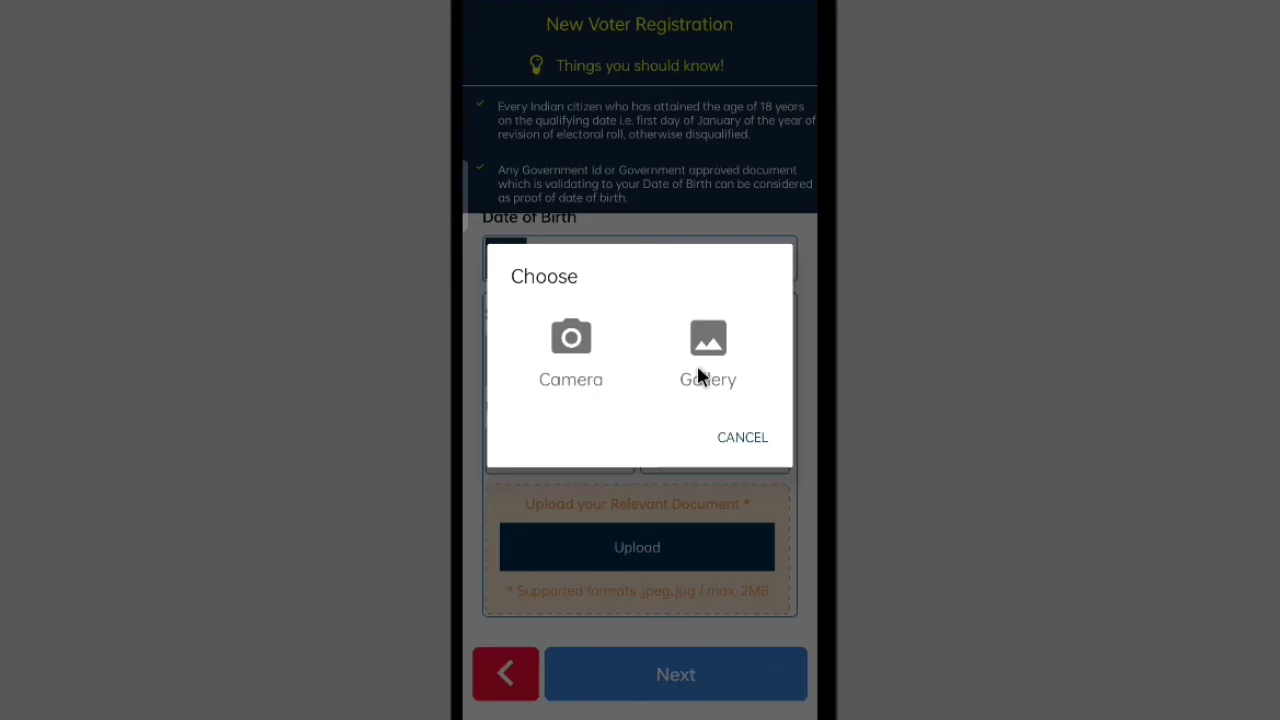 New Voter Registration
Things you should know!
Every Indian citizen who has attained the age of 18 years
on the qualifying date i.e. first day of January of the year of
revision of electoral roll, otherwise disqualified.
Any Government id or Government approved document
which is validating to your Date of Birth can be considered
as proof of date of birth.
Date of Birth
Choose
Camera
Gallery
CANCEL
Upload your Relevant Document *
Upload
* Supported formats .jpeg,.jpg / max. 2MB
Next